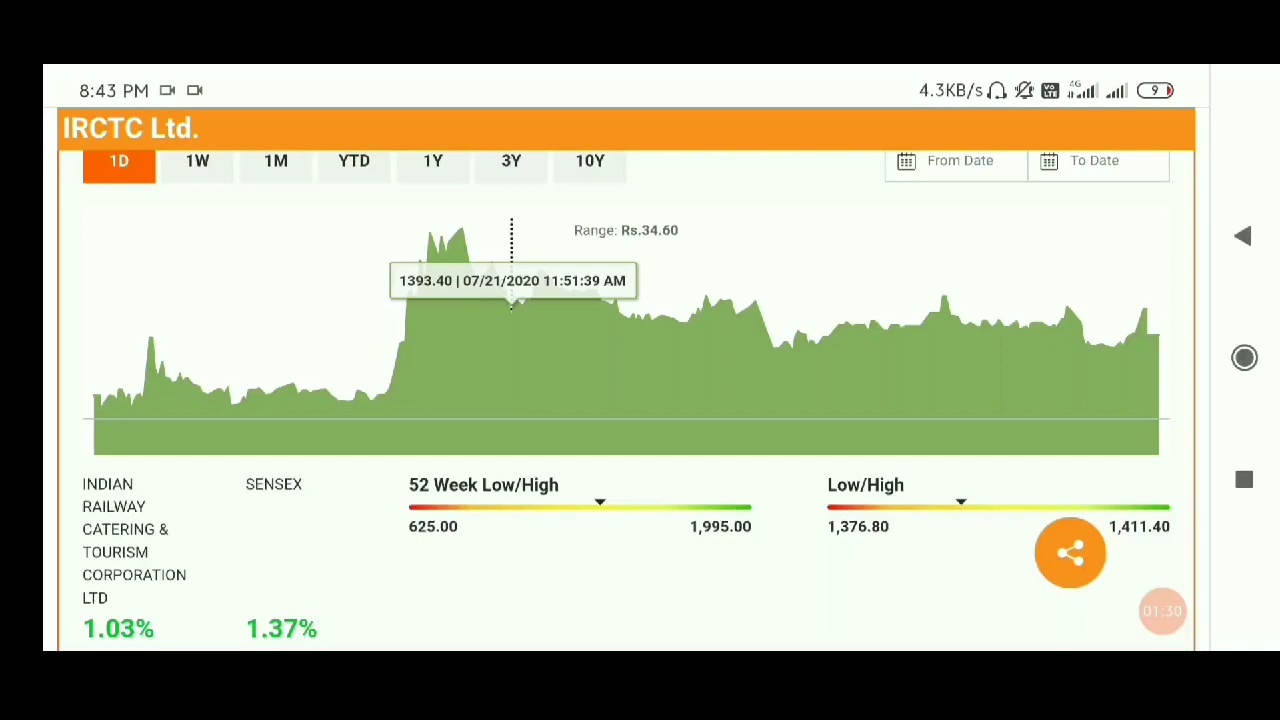 8:43 PM
4.3KB/s
4G
VoLTE
9
IRCTC Ltd.
1D 1W 1M YTD 1Y 3Y 10Y
From Date To Date
Range: Rs.34.60
1393.40 | 07/21/2020 11:51:39 AM
INDIAN
RAILWAY
CATERING &
TOURISM
CORPORATION
LTD
1.03%
SENSEX
1.37%
52 Week Low/High
625.00 1,995.00
Low/High
1,376.80 1,411.40
01:30